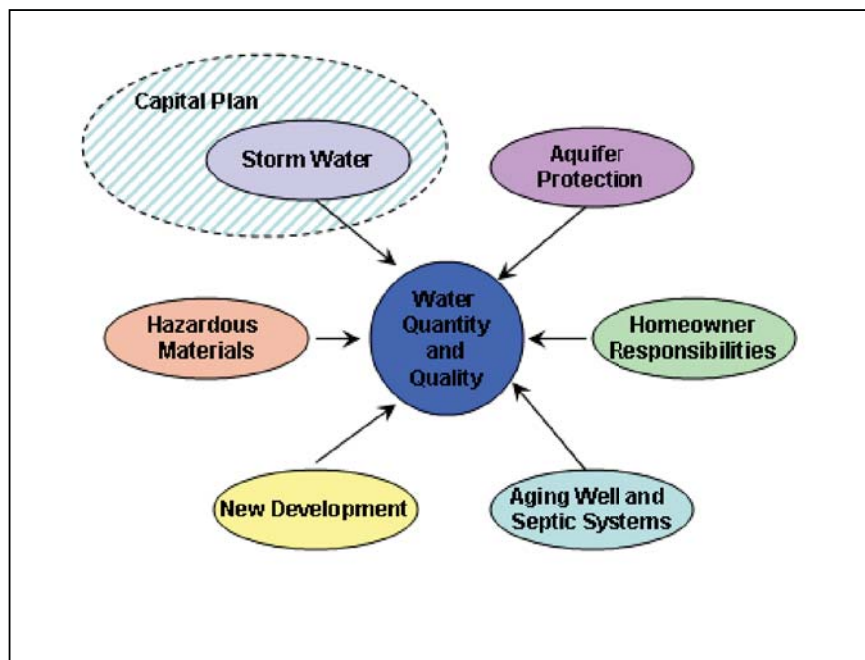 Capital Plan
Storm Water
Aquifer
Protection
Water
Quantity
and
Quality
Hazardous
Materials
Homeowner
Responsibilities
New Development
Aging Well and
Septic Systems